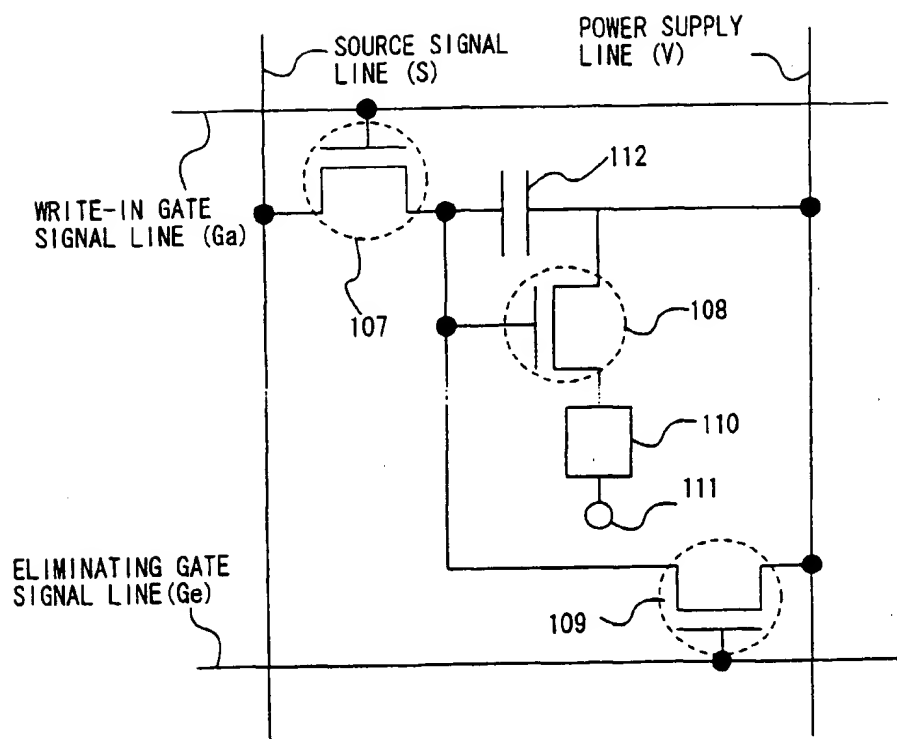 SOURCE SIGNAL
LINE (S)
POWER SUPPLY
LINE (V)
WRITE-IN GATE
SIGNAL LINE (Ga)
112
107
108
110
111
ELIMINATING GATE
SIGNAL LINE(Ge)
109